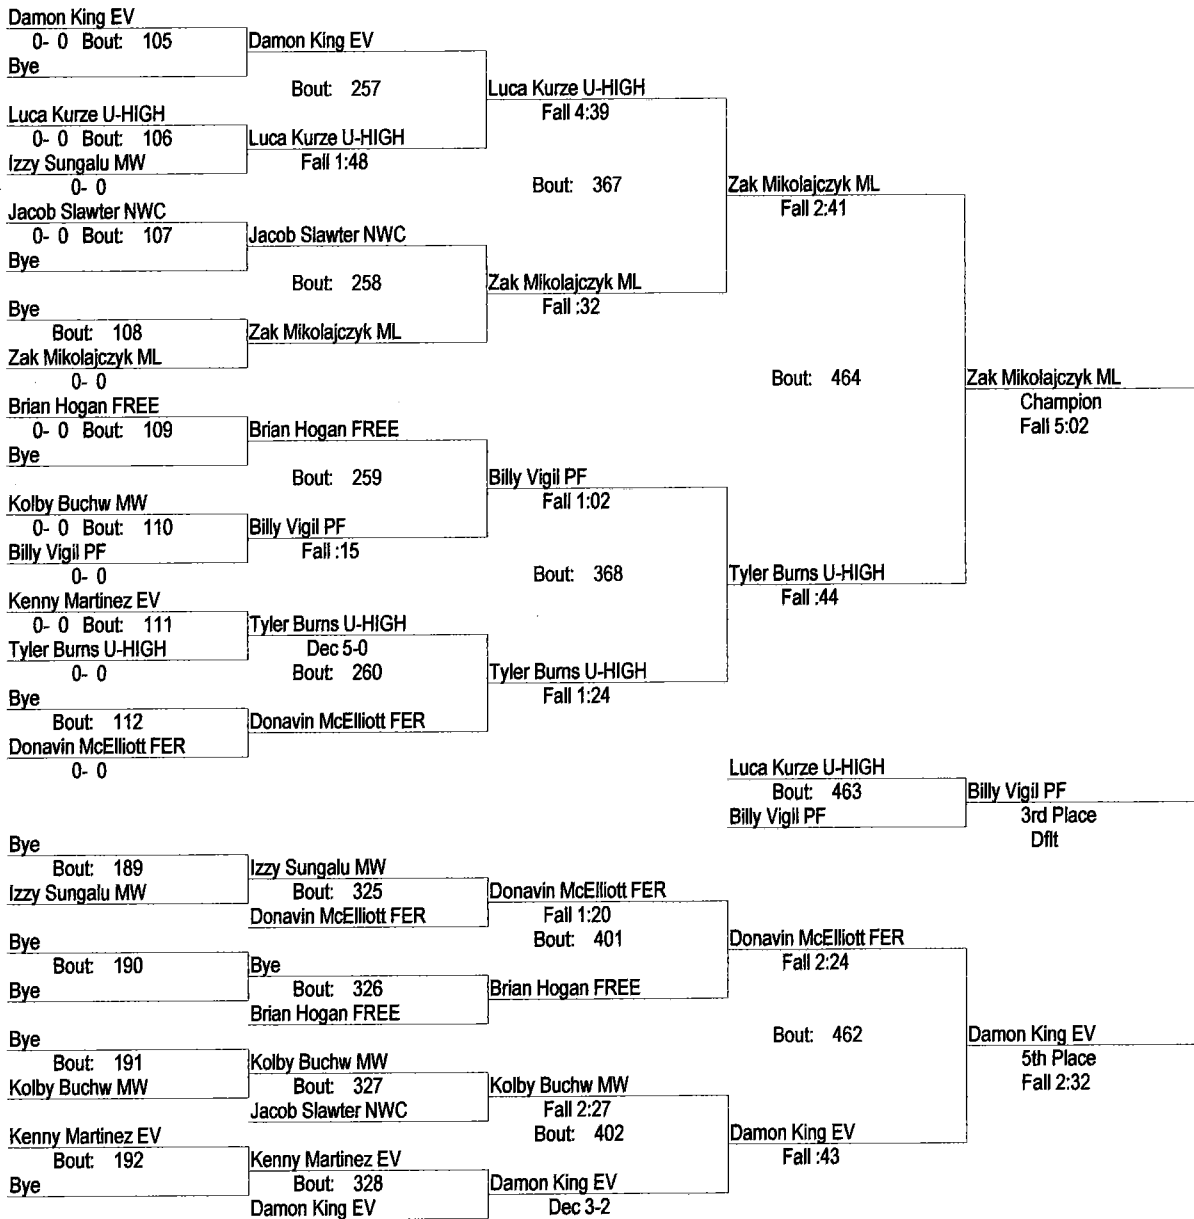 Damon King EV
0- 0 Bout: 105
Bye
Damon King EV
Bout: 257
Luca Kurze U-HIGH
0- 0 Bout: 106
Izzy Sungalu MW
0- 0
Luca Kurze U-HIGH
Fall 1:48
Luca Kurze U-HIGH
Fall 4:39
Bout: 367
Jacob Slawter NWC
0- 0 Bout: 107
Bye
Jacob Slawter NWC
Bout: 258
Bye
Bout: 108
Zak Mikolajczyk ML
0- 0
Zak Mikolajczyk ML
Zak Mikolajczyk ML
Fall :32
Zak Mikolajczyk ML
Fall 2:41
Bout: 464
Brian Hogan FREE
0- 0 Bout: 109
Bye
Brian Hogan FREE
Bout: 259
Kolby Buchw MW
0- 0 Bout: 110
Billy Vigil PF
0- 0
Billy Vigil PF
Fall :15
Billy Vigil PF
Fall 1:02
Bout: 368
Kenny Martinez EV
0- 0 Bout: 111
Tyler Burns U-HIGH
0- 0
Tyler Burns U-HIGH
Dec 5-0
Bout: 260
Bye
Bout: 112
Donavin McElliott FER
0- 0
Donavin McElliott FER
Tyler Burns U-HIGH
Fall 1:24
Tyler Burns U-HIGH
Fall :44
Zak Mikolajczyk ML
Champion
Fall 5:02
Luca Kurze U-HIGH
Bout: 463
Billy Vigil PF
Billy Vigil PF
3rd Place
Dflt
Bye
Bout: 189
Izzy Sungalu MW
Izzy Sungalu MW
Bout: 325
Donavin McElliott FER
Donavin McElliott FER
Fall 1:20
Bout: 401
Bye
Bout: 190
Bye
Bye
Bout: 326
Brian Hogan FREE
Brian Hogan FREE
Donavin McElliott FER
Fall 2:24
Bout: 462
Bye
Bout: 191
Kolby Buchw MW
Kolby Buchw MW
Bout: 327
Jacob Slawter NWC
Kolby Buchw MW
Fall 2:27
Bout: 402
Kenny Martinez EV
Bout: 192
Bye
Kenny Martinez EV
Bout: 328
Damon King EV
Damon King EV
Dec 3-2
Damon King EV
Fall :43
Damon King EV
5th Place
Fall 2:32